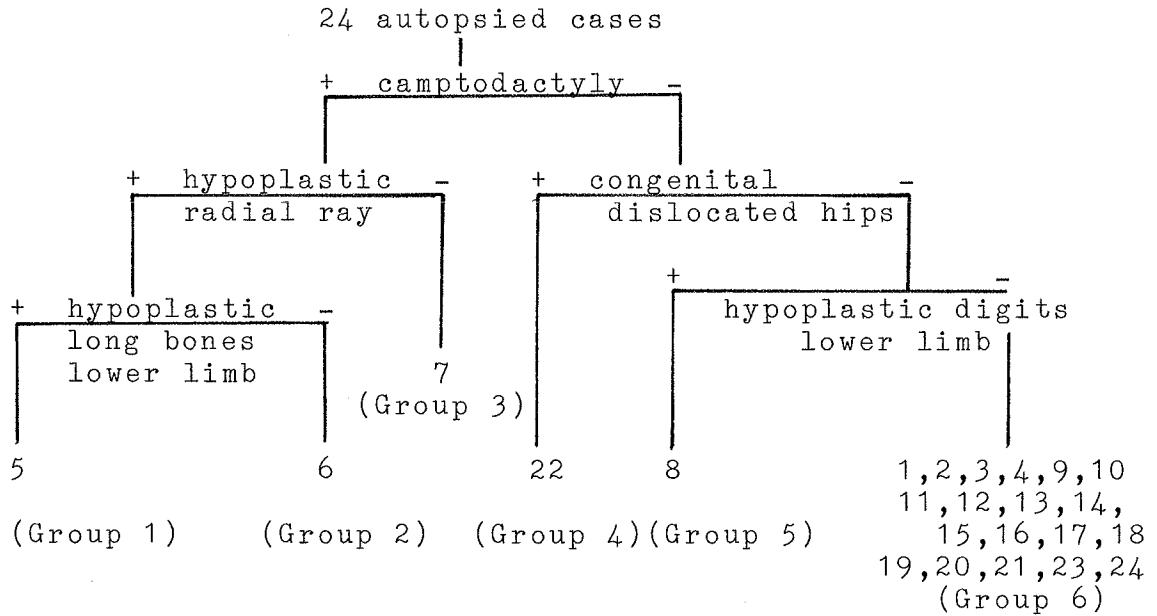 24 autopsied cases
+ camptodactyly –
+ hypoplastic –
radial ray
+ congenital –
dislocated hips
+ hypoplastic –
long bones
lower limb
+ –
hypoplastic digits
lower limb
7
(Group 3)
5
(Group 1)
6
(Group 2)
22
(Group 4)
8
(Group 5)
1,2,3,4,9,10
11,12,13,14,
15,16,17,18
19,20,21,23,24
(Group 6)